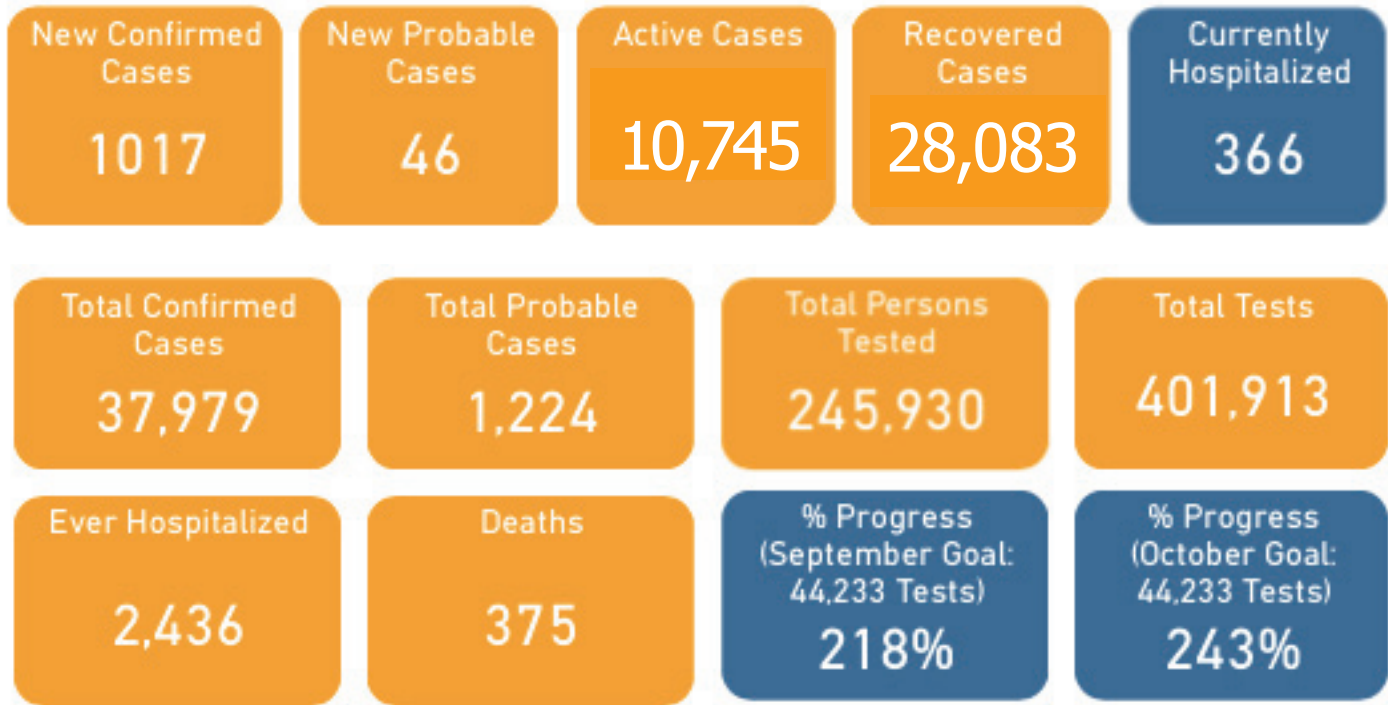 New Confirmed
Cases
1017
New Probable
Cases
46
Active Cases
10,745
Recovered
Cases
28,083
Currently
Hospitalized
366
Total Confirmed
Cases
37,979
Total Probable
Cases
1,224
Total Persons
Tested
245,930
Total Tests
401,913
Ever Hospitalized
2,436
Deaths
375
% Progress
(September Goal:
44,233 Tests)
218%
% Progress
(October Goal:
44,233 Tests)
243%